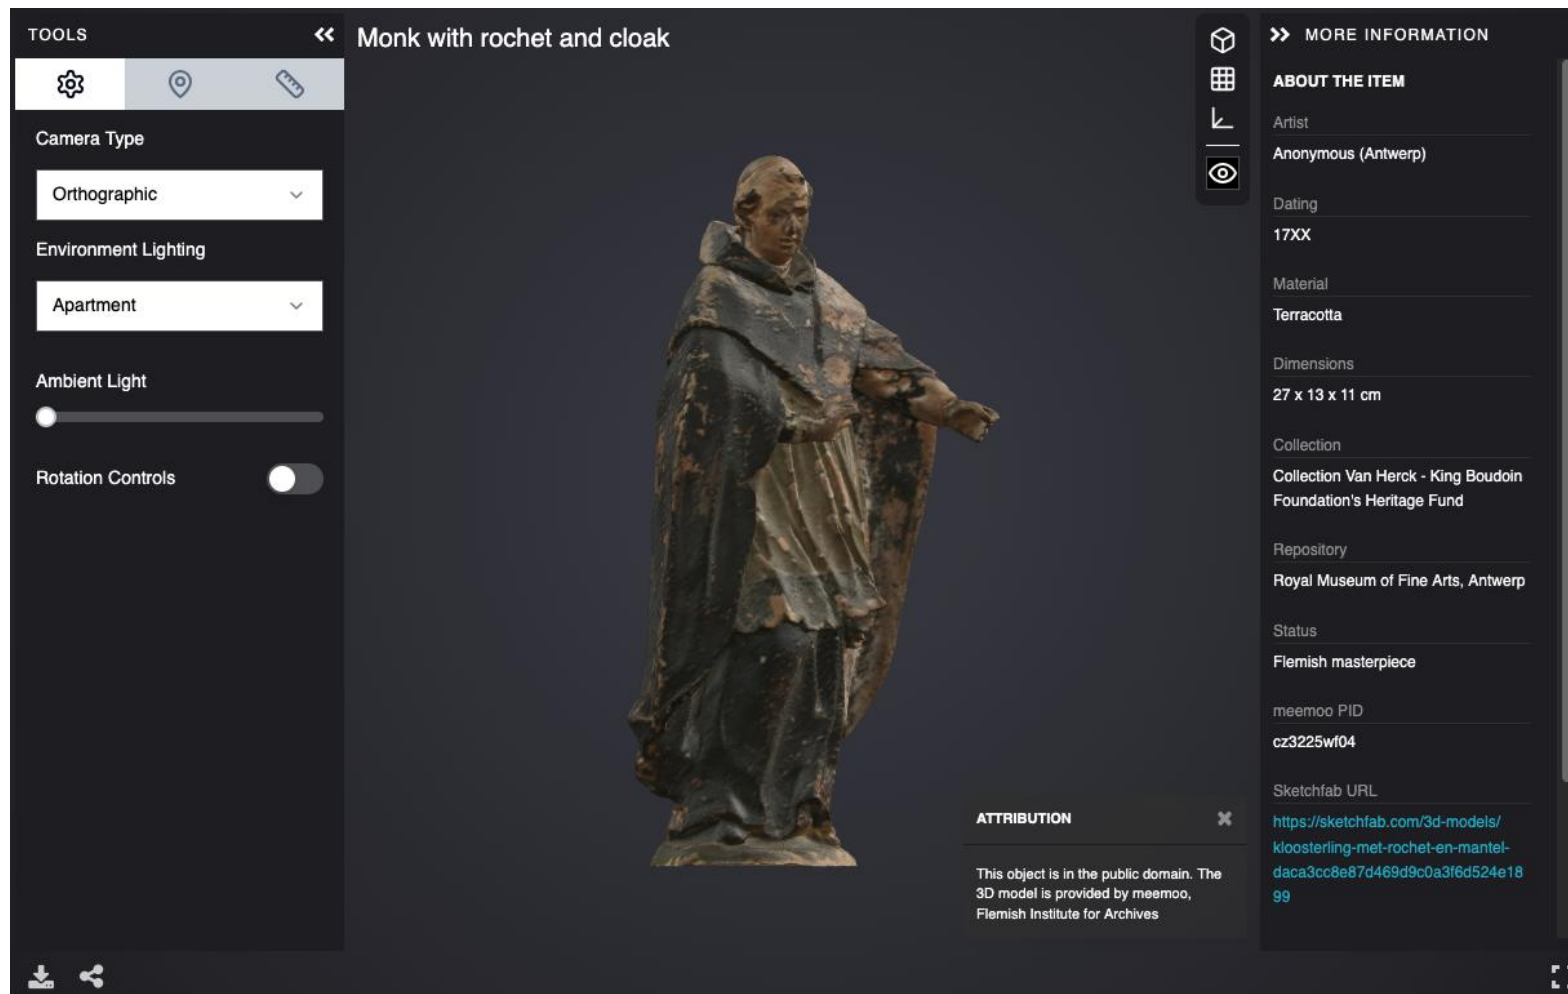 TOOLS
Monk with rochet and cloak
Camera Type
Orthographic
Environment Lighting
Apartment
Ambient Light
Rotation Controls
MORE INFORMATION
ABOUT THE ITEM
Artist
Anonymous (Antwerp)
Dating
17XX
Material
Terracotta
Dimensions
27 x 13 x 11 cm
Collection
Collection Van Herck - King Boudoin
Foundation's Heritage Fund
Repository
Royal Museum of Fine Arts, Antwerp
Status
Flemish masterpiece
meemoo PID
cz3225wf04
Sketchfab URL
https://sketchfab.com/3d-models/
kloosterling-met-rochet-en-mantel-
daca3cc8e87d469d9c0a3f6d524e18
99
ATTRIBUTION
This object is in the public domain. The
3D model is provided by meemoo,
Flemish Institute for Archives